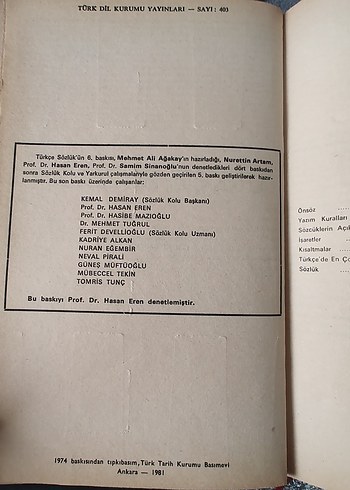 TÜRK DİL KURUMU YAYINLARI — SAYI : 403
Türkçe Sözlük'ün 6. baskısı, Mehmet Ali Ağakay'ın hazırladığı, Nurettin Artam,
Prof. Dr. Hasan Eren, Prof. Dr. Samim Sinanoğlu'nun denetledikleri dört baskıdan
sonra Sözlük Kolu ve Yarkurul çalışmalariyle gözden geçirilen 5. baskı geliştirilerek hazır-
lanmıştır. Bu son baskı üzerinde çalışanlar:
KEMAL DEMİRAY (Sözlük Kolu Başkanı)
Prof. Dr. HASAN EREN
Prof. Dr. HASİBE MAZIOĞLU
Dr. MEHMET TUĞRUL
FERİT DEVELLİOĞLU (Sözlük Kolu Uzmanı)
KADRİYE ALKAN
NURAN EĞEMBİR
NEVAL PİRALİ
GÜNEŞ MÜFTÜOĞLU
MÜBECCEL TEKİN
TOMRİS TUNÇ
Bu baskıyı Prof. Dr. Hasan Eren denetlemiştir.
1974 baskısından tıpkıbasım, Türk Tarih Kurumu Basımevi
Ankara — 1981
Önsöz ....
Yazım Kuralları
Sözcüklerin Açık
İşaretler ...
Kısaltmalar ...
Türkçe'de En Ço
Sözlük ....